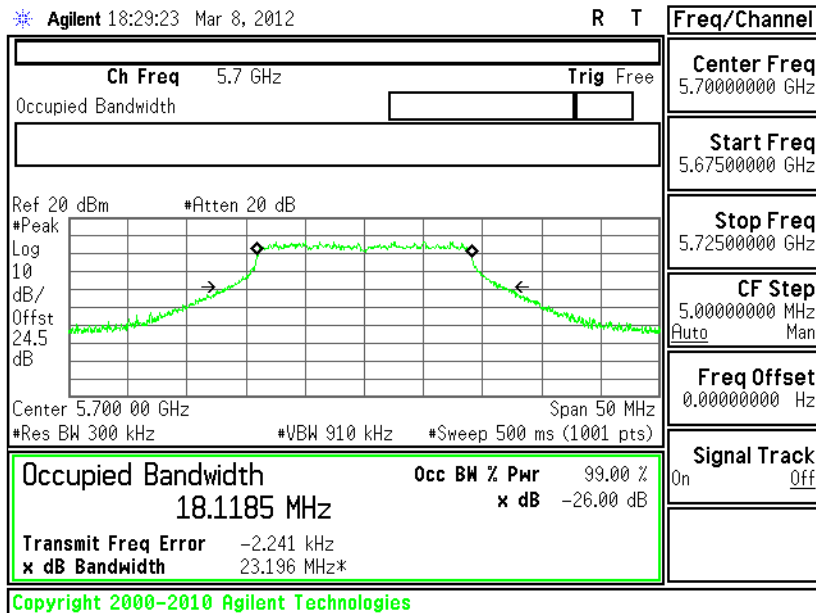 Agilent 18:29:23 Mar 8, 2012 R T
Freq/Channel
Ch Freq 5.7 GHz Trig Free
Occupied Bandwidth
Center Freq
5.70000000 GHz
Start Freq
5.67500000 GHz
Stop Freq
5.72500000 GHz
CF Step
5.00000000 MHz
Auto Man
Freq Offset
0.00000000 Hz
Signal Track
On Off
Ref 20 dBm #Atten 20 dB
#Peak
Log
10
dB/
Offst
24.5
dB
Center 5.700 00 GHz Span 50 MHz
#Res BW 300 kHz #VBW 910 kHz #Sweep 500 ms (1001 pts)
Occupied Bandwidth
18.1185 MHz
Occ BW % Pwr 99.00 %
x dB -26.00 dB
Transmit Freq Error -2.241 kHz
x dB Bandwidth 23.196 MHz*
Copyright 2000-2010 Agilent Technologies